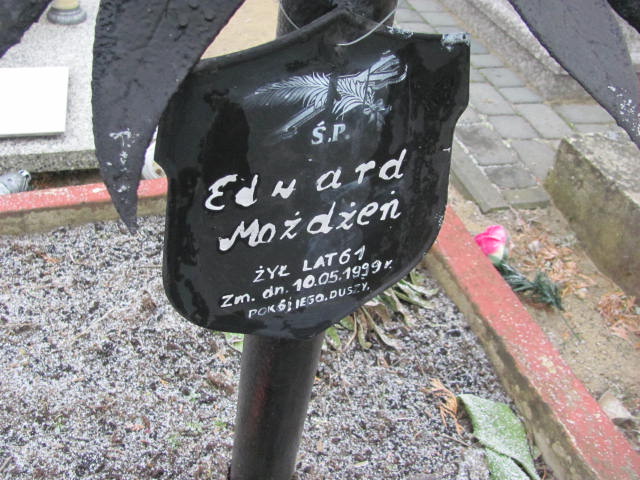 Ś.P.
Edward
Możdżeń
ŻYŁ LAT 61
Zm. dn. 10.05.1999 r.
POKÓJ JEGO.DUSZY.